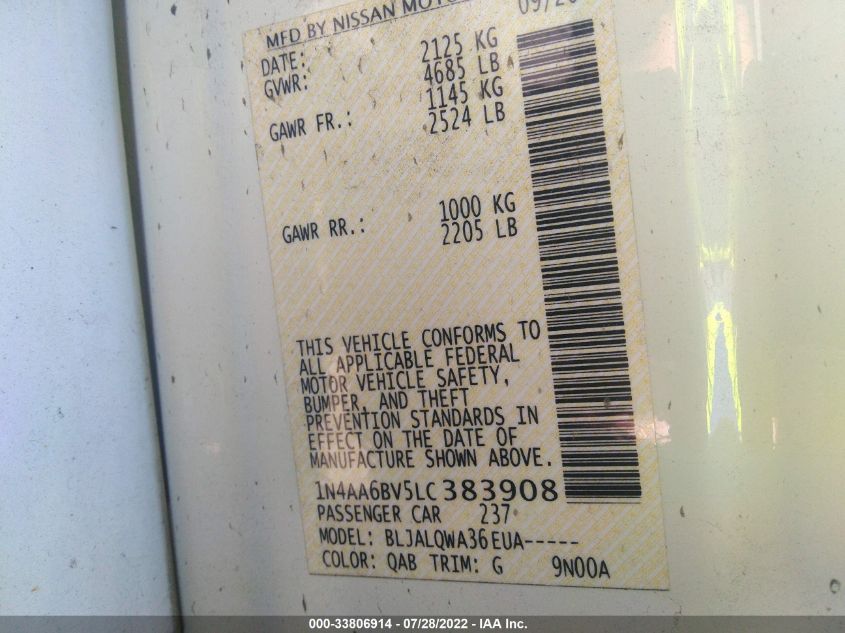 MFD BY NISSAN MOTOR
DATE: 09/20
GVWR: 2125 KG
4685 LB
GAWR FR.: 1145 KG
2524 LB
GAWR RR.: 1000 KG
2205 LB
THIS VEHICLE CONFORMS TO
ALL APPLICABLE FEDERAL
MOTOR VEHICLE SAFETY,
BUMPER, AND THEFT
PREVENTION STANDARDS IN
EFFECT ON THE DATE OF
MANUFACTURE SHOWN ABOVE.
1N4AA6BV5LC383908
PASSENGER CAR 237
MODEL: BLJALQWA36EUA-----
COLOR: QAB TRIM: G 9N00A
000-33806914 - 07/28/2022 - IAA Inc.